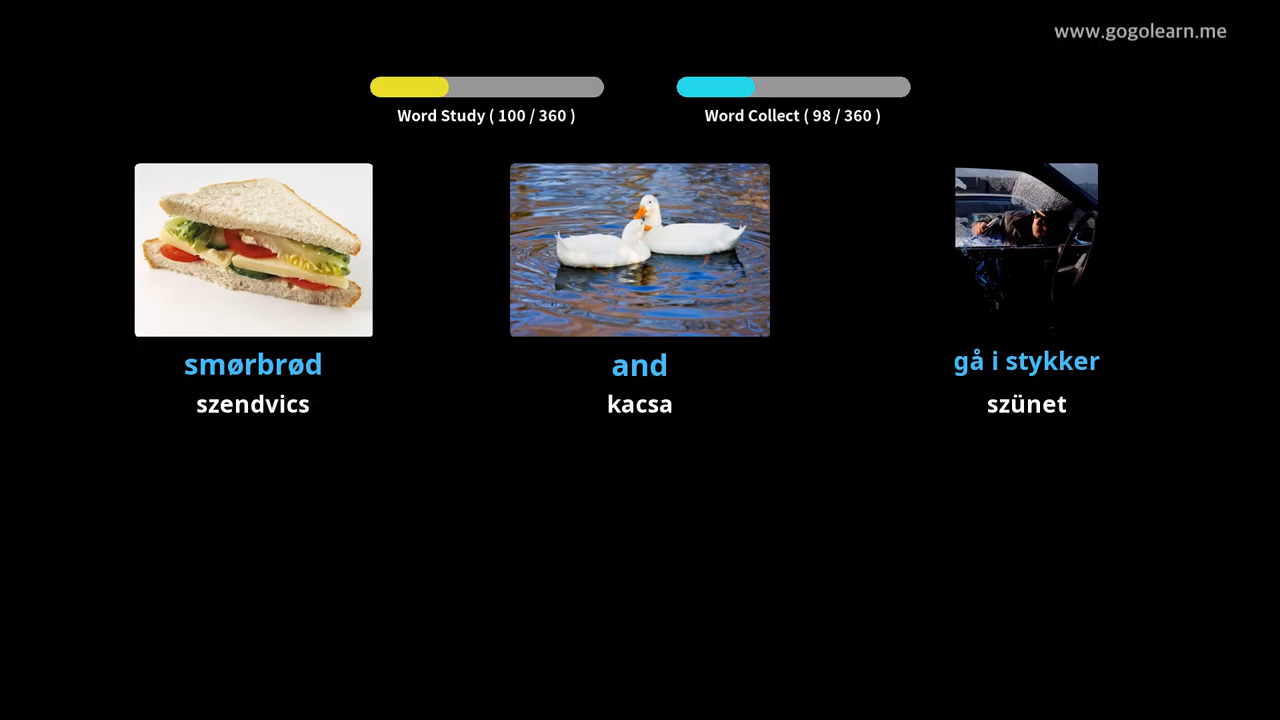 www.gogolearn.me
Word Study ( 100 / 360 )
Word Collect ( 98 / 360 )
smørbrød
szendvics
and
kacsa
gå i stykker
szünet